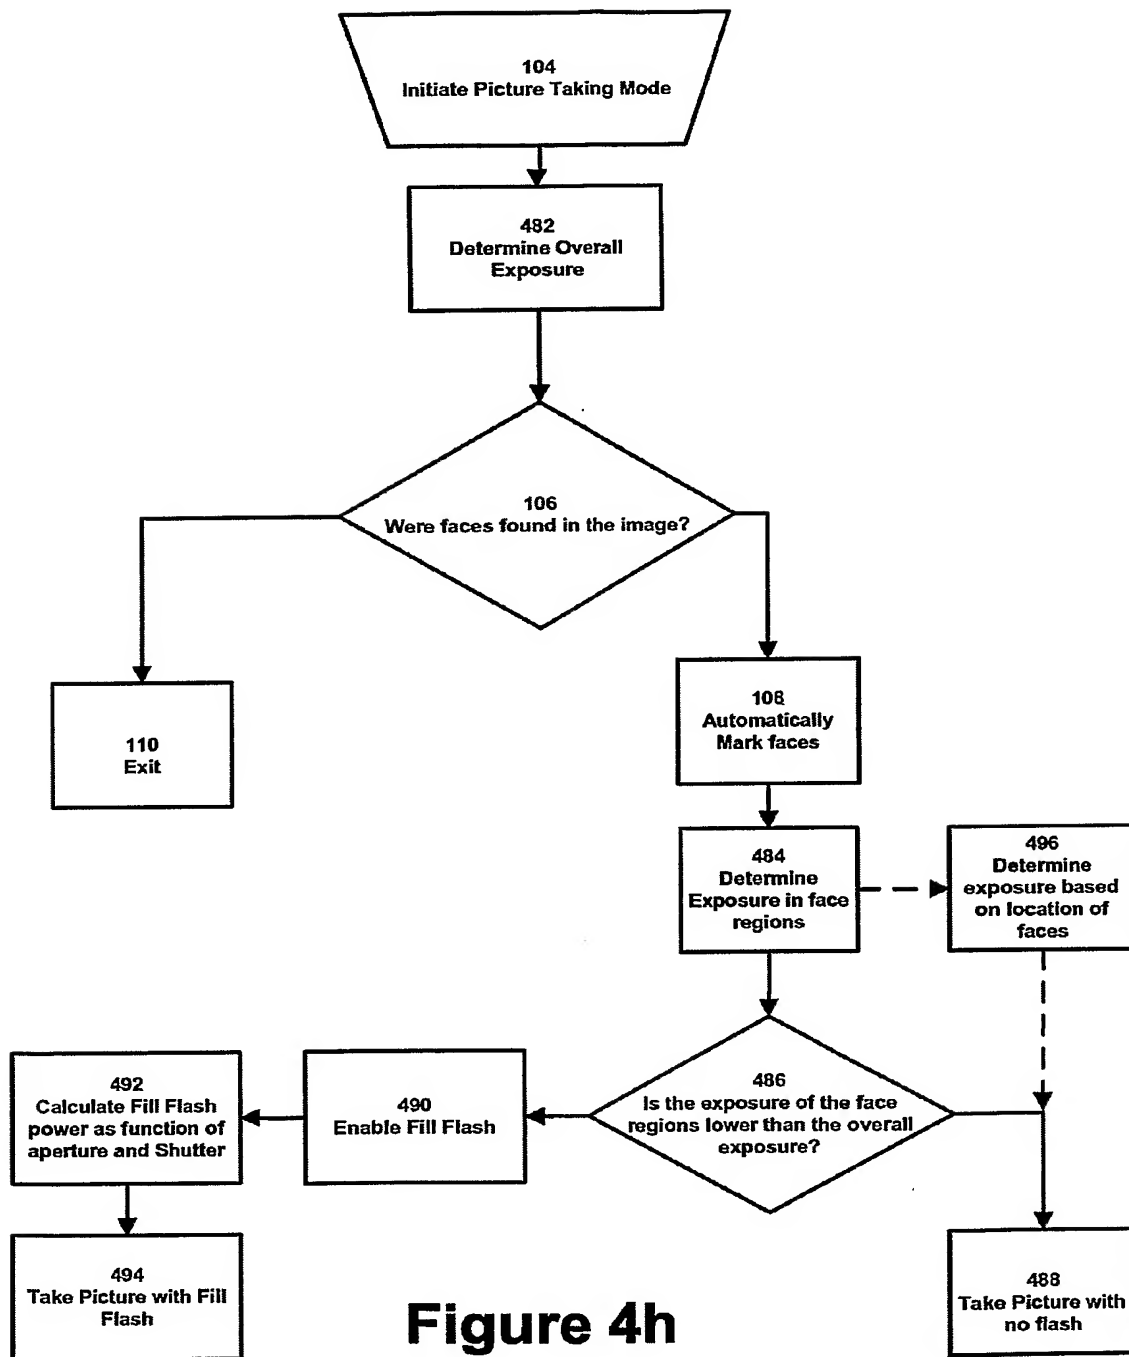 104
Initiate Picture Taking Mode
482
Determine Overall
Exposure
106
Were faces found in the image?
110
Exit
108
Automatically
Mark faces
484
Determine
Exposure in face
regions
496
Determine
exposure based
on location of
faces
486
Is the exposure of the face
regions lower than the overall
exposure?
490
Enable Fill Flash
492
Calculate Fill Flash
power as function of
aperture and Shutter
494
Take Picture with Fill
Flash
488
Take Picture with
no flash
Figure 4h